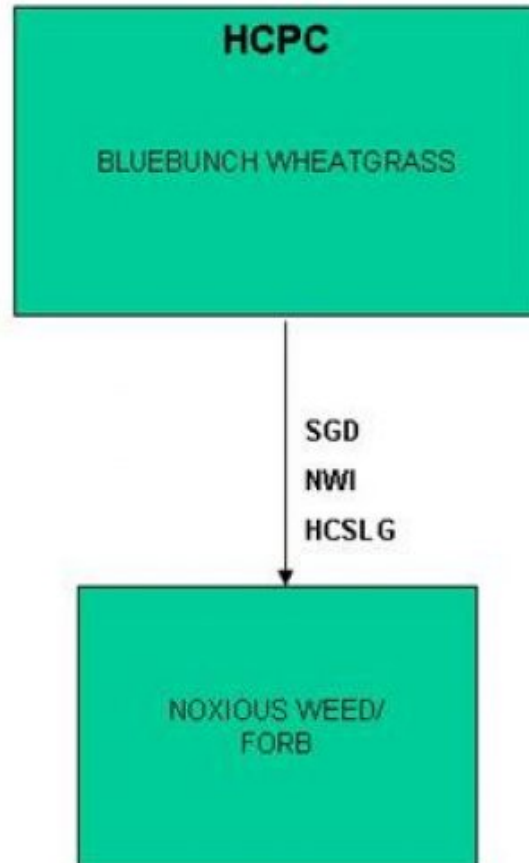 HCPC
BLUEBUNCH WHEATGRASS
SGD
NWI
HCSLG
NOXIOUS WEED/
FORB